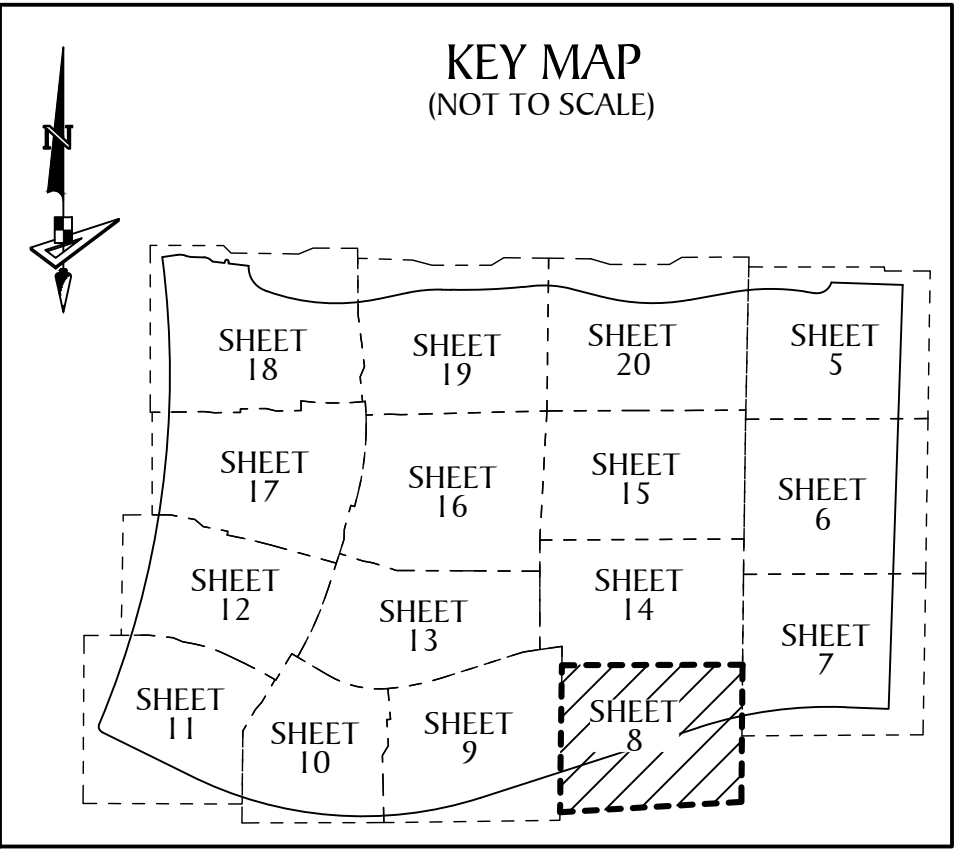 KEY MAP
(NOT TO SCALE)
N
SHEET
18
SHEET
19
SHEET
20
SHEET
5
SHEET
17
SHEET
16
SHEET
15
SHEET
6
SHEET
12
SHEET
13
SHEET
14
SHEET
7
SHEET
11
SHEET
10
SHEET
9
SHEET
8